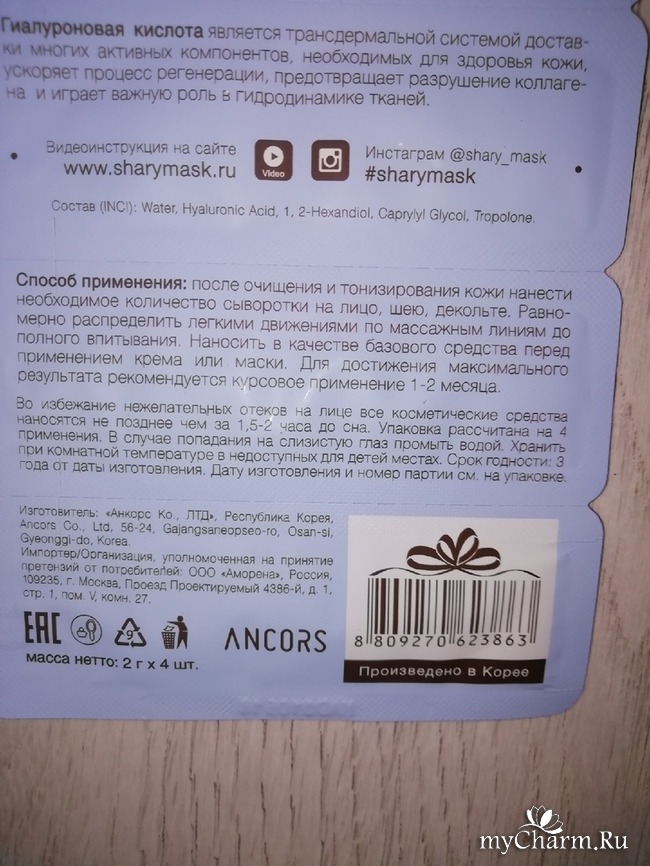 Гиалуроновая кислота является трансдермальной системой достав-
ки многих активных компонентов, необходимых для здоровья кожи,
ускоряет процесс регенерации, предотвращает разрушение коллаге-
на и играет важную роль в гидродинамике тканей.
Видеоинструкция на сайте
www.sharymask.ru
Video
Инстаграм @shary_mask
#sharymask
Состав (INCI): Water, Hyaluronic Acid, 1, 2-Hexandiol, Caprylyl Glycol, Tropolone.
Способ применения: после очищения и тонизирования кожи нанести
необходимое количество сыворотки на лицо, шею, декольте. Равно-
мерно распределить легкими движениями по массажным линиям до
полного впитывания. Наносить в качестве базового средства перед
применением крема или маски. Для достижения максимального
результата рекомендуется курсовое применение 1-2 месяца.
Во избежание нежелательных отеков на лице все косметические средства
наносятся не позднее чем за 1,5-2 часа до сна. Упаковка рассчитана на 4
применения. В случае попадания на слизистую глаз промыть водой. Хранить
при комнатной температуре в недоступных для детей местах. Срок годности: 3
года от даты изготовления. Дату изготовления и номер партии см. на упаковке.
Изготовитель: «Анкорс Ко., ЛТД», Республика Корея,
Ancors Co., Ltd, 56-24, Gajangsaneopseo-ro, Osan-si,
Gyeonggi-do, Korea.
Импортер/Организация, уполномоченная на принятие
претензий от потребителей: ООО «Аморена», Россия,
109235, г. Москва, Проезд Проектируемый 4386-й, д. 1,
стр. 1, пом. V, комн. 27.
EAC
9
ANCORS
масса нетто: 2 г х 4 шт.
8 809270 623863
Произведено в Корее
myCharm.Ru